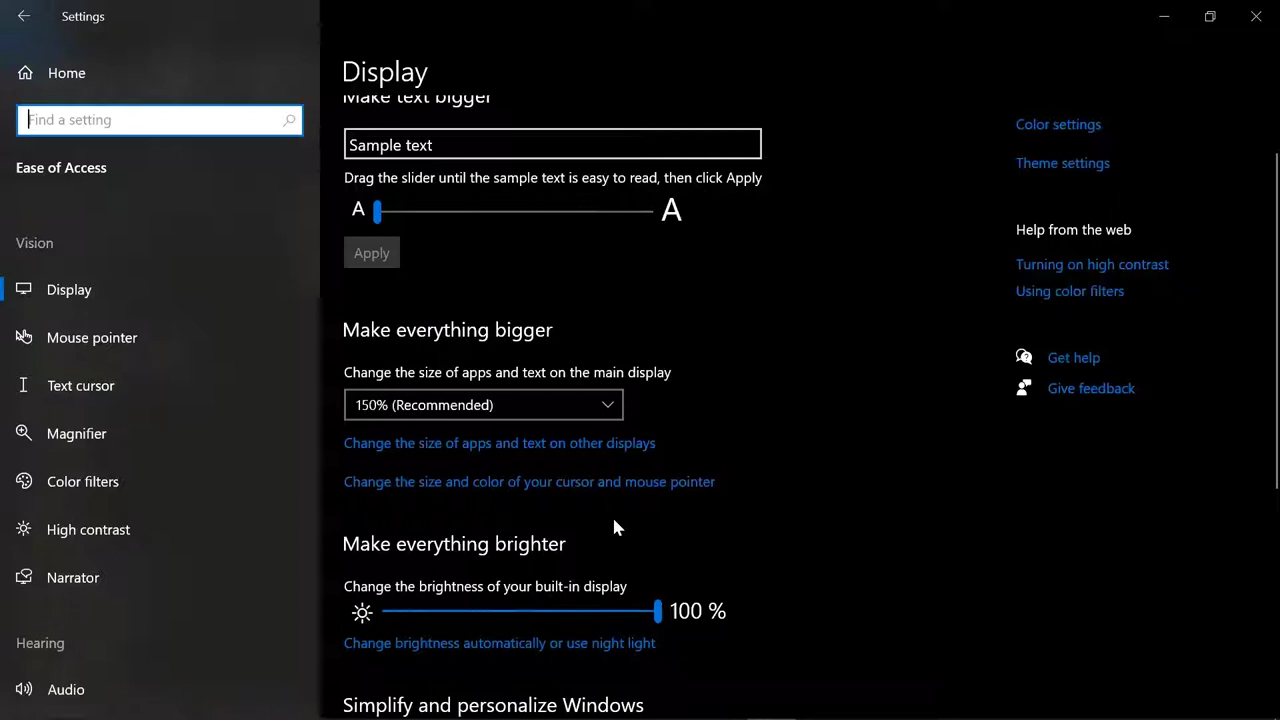 Settings
Home
Find a setting
Ease of Access
Vision
Display
Mouse pointer
Text cursor
Magnifier
Color filters
High contrast
Narrator
Hearing
Audio
Display
Make text bigger
Sample text
Drag the slider until the sample text is easy to read, then click Apply
A A
Apply
Make everything bigger
Change the size of apps and text on the main display
150% (Recommended)
Change the size of apps and text on other displays
Change the size and color of your cursor and mouse pointer
Make everything brighter
Change the brightness of your built-in display
100 %
Change brightness automatically or use night light
Simplify and personalize Windows
Color settings
Theme settings
Help from the web
Turning on high contrast
Using color filters
Get help
Give feedback